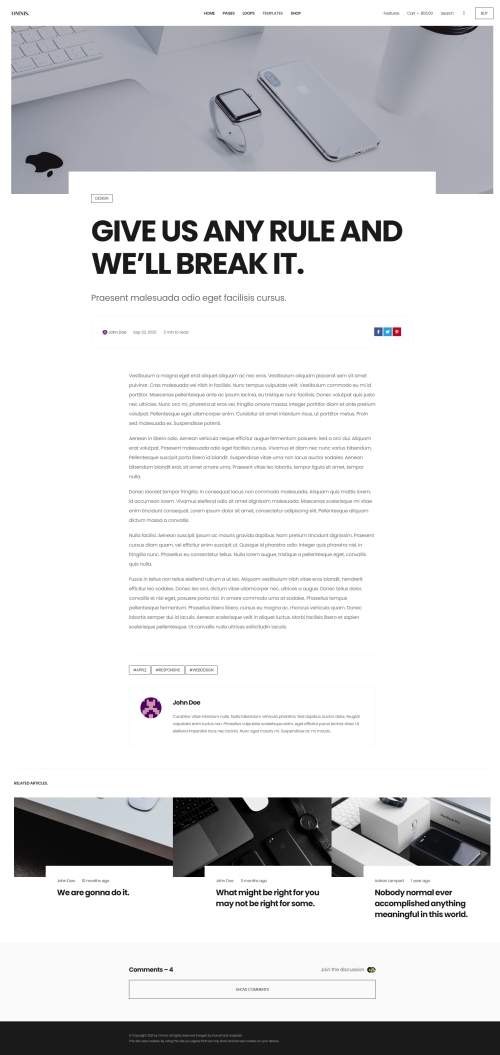 OMNIS.
HOME PAGES LOOPS TEMPLATES SHOP
Features Cart Search BUY
DESIGN
GIVE US ANY RULE AND
WE'LL BREAK IT.
Praesent malesuada odio eget facilisis cursus.
John Doe Sep 22, 2020 3 min to read
Vestibulum a magna eget erat aliquet aliquam ac nec eros. Vestibulum aliquam placerat sem sit amet
pulvinar. Cras malesuada vel nibh in facilisis. Nunc tempus vulputate velit. Vestibulum commodo eu mi id
porttitor. Maecenas pellentesque ante ac ipsum lacinia, eu tristique nunc facilisis. Donec volutpat quis justo
nec ultricies. Nunc orci mi, pharetra at eros vel, fringilla ornare massa. Integer porttitor diam et ante pretium
volutpat. Pellentesque eget ullamcorper enim. Curabitur sit amet interdum risus, ut porttitor metus. Proin
sed malesuada ex. Suspendisse potenti.
Aenean in libero odio. Aenean vehicula neque efficitur augue fermentum posuere. Sed a orci dui. Aliquam
erat volutpat. Praesent malesuada odio eget facilisis cursus. Vivamus et diam nec nunc varius bibendum.
Pellentesque suscipit porta libero id blandit. Suspendisse vitae urna non lacus auctor sodales. Aenean
bibendum blandit erat, sit amet ornare urna. Praesent vitae leo lobortis, tempor ligula sit amet, tempus
nulla.
Donec laoreet tempor fringilla. In consequat lacus non commodo malesuada. Aliquam quis mattis lorem,
id accumsan lorem. Vivamus eleifend odio sit amet dignissim malesuada. Cras scelerisque mi vitae
enim tincidunt consequat. Lorem ipsum dolor sit amet, consectetur adipiscing elit. Pellentesque aliquam
dictum massa a convallis.
Nulla facilisi. Aenean suscipit ipsum ac mauris gravida dapibus. Nam pretium tincidunt dignissim. Praesent
cursus diam quam, vel efficitur enim suscipit ut. Quisque id pharetra odio. Integer quis pharetra nisl, in
fringilla nunc. Phasellus eu consectetur tellus. Nulla lorem augue, tristique a pellentesque eget, convallis
quis nulla.
Fusce in tellus non tellus eleifend rutrum a ut leo. Aliquam vestibulum nibh vitae eros blandit, hendrerit
efficitur leo sodales. Donec leo orci, dictum vitae ullamcorper nec, ultrices a augue. Donec tellus dolor,
convallis et nisi eget, posuere porta nisl. In ornare commodo urna at sodales. Phasellus tempus
pellentesque fermentum. Phasellus libero libero, cursus eu magna ac, rhoncus vehicula quam. Donec
lobortis semper dui id iaculis. Aenean scelerisque velit in aliquet luctus. Morbi facilisis libero et sapien
scelerisque pellentesque. Ut convallis nulla ultrices sollicitudin iaculis.
#APPLE #RESPONSIVE #WEBDESIGN
John Doe
Curabitur vitae interdum nulla. Nulla bibendum vehicula pharetra. Sed dapibus auctor dolor, feugiat
vulputate enim luctus non. Phasellus vulputate scelerisque enim, eget efficitur purus lacinia vitae. Duis
eleifend imperdiet risus nec lacinia. Nunc eget mauris mi. Suspendisse ac mi mauris.
RELATED ARTICLES.
John Doe 10 months ago
We are gonna do it.
John Doe 11 months ago
What might be right for you
may not be right for some.
Adrian Lampart 1 year ago
Nobody normal ever
accomplished anything
meaningful in this world.
Comments – 4 Join the discussion
SHOW COMMENTS